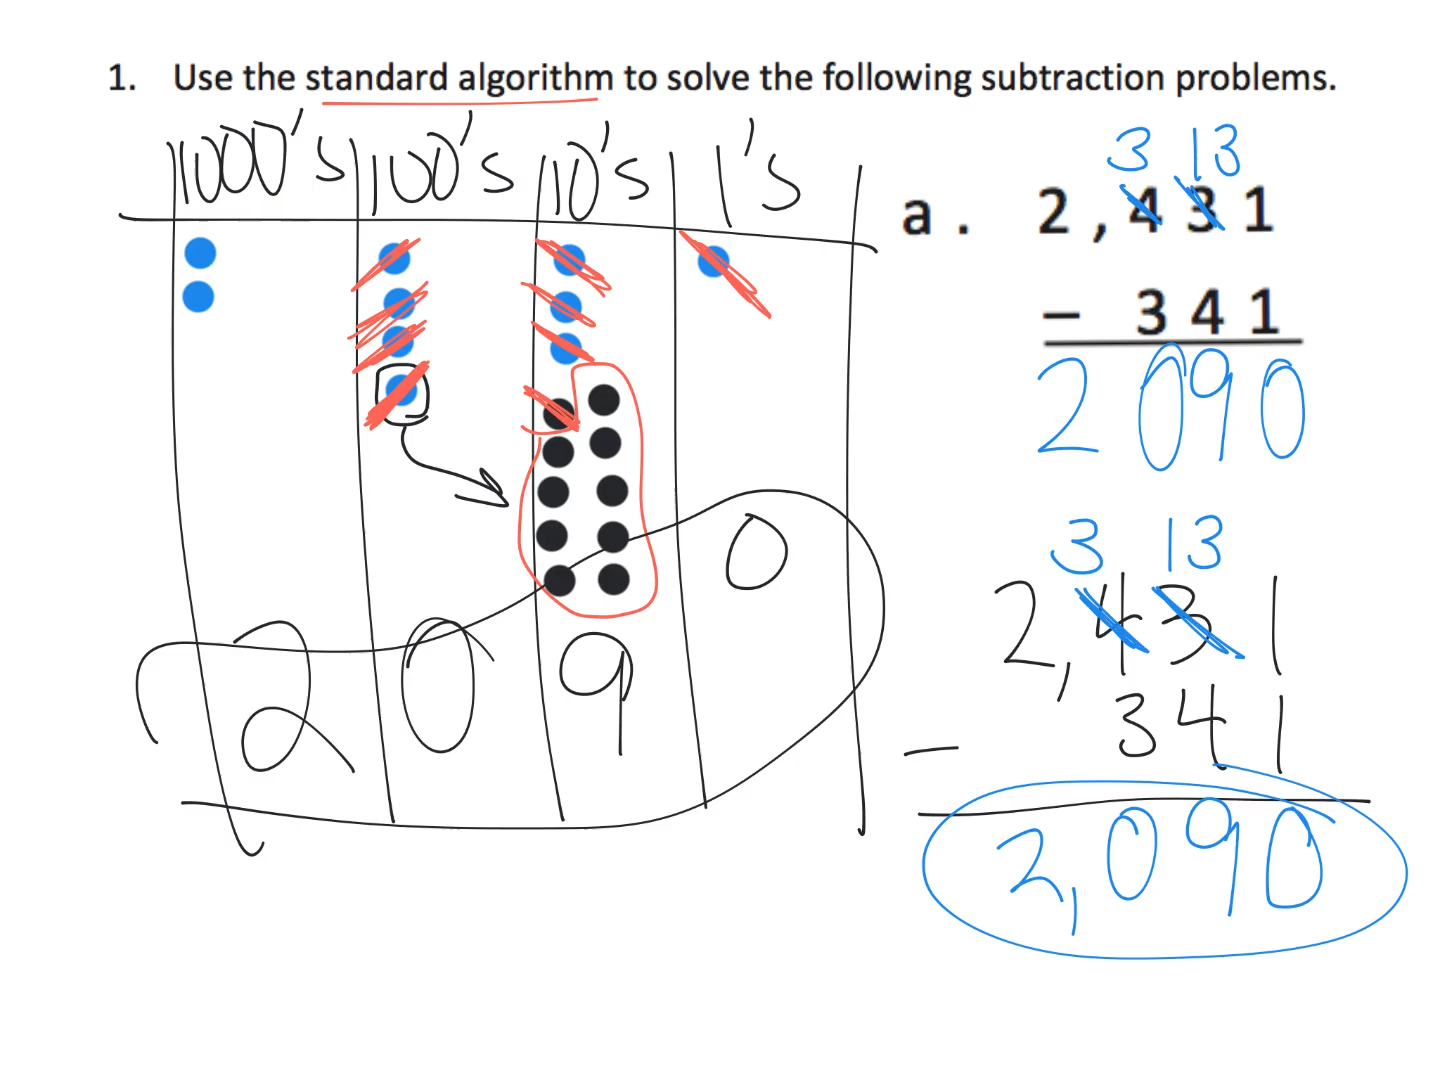 1. Use the standard algorithm to solve the following subtraction problems.
1000's 100's 10's 1's
2 0 9 0
3 13
a. 2,431
- 341
2090
3 13
2,431
- 341
2,090